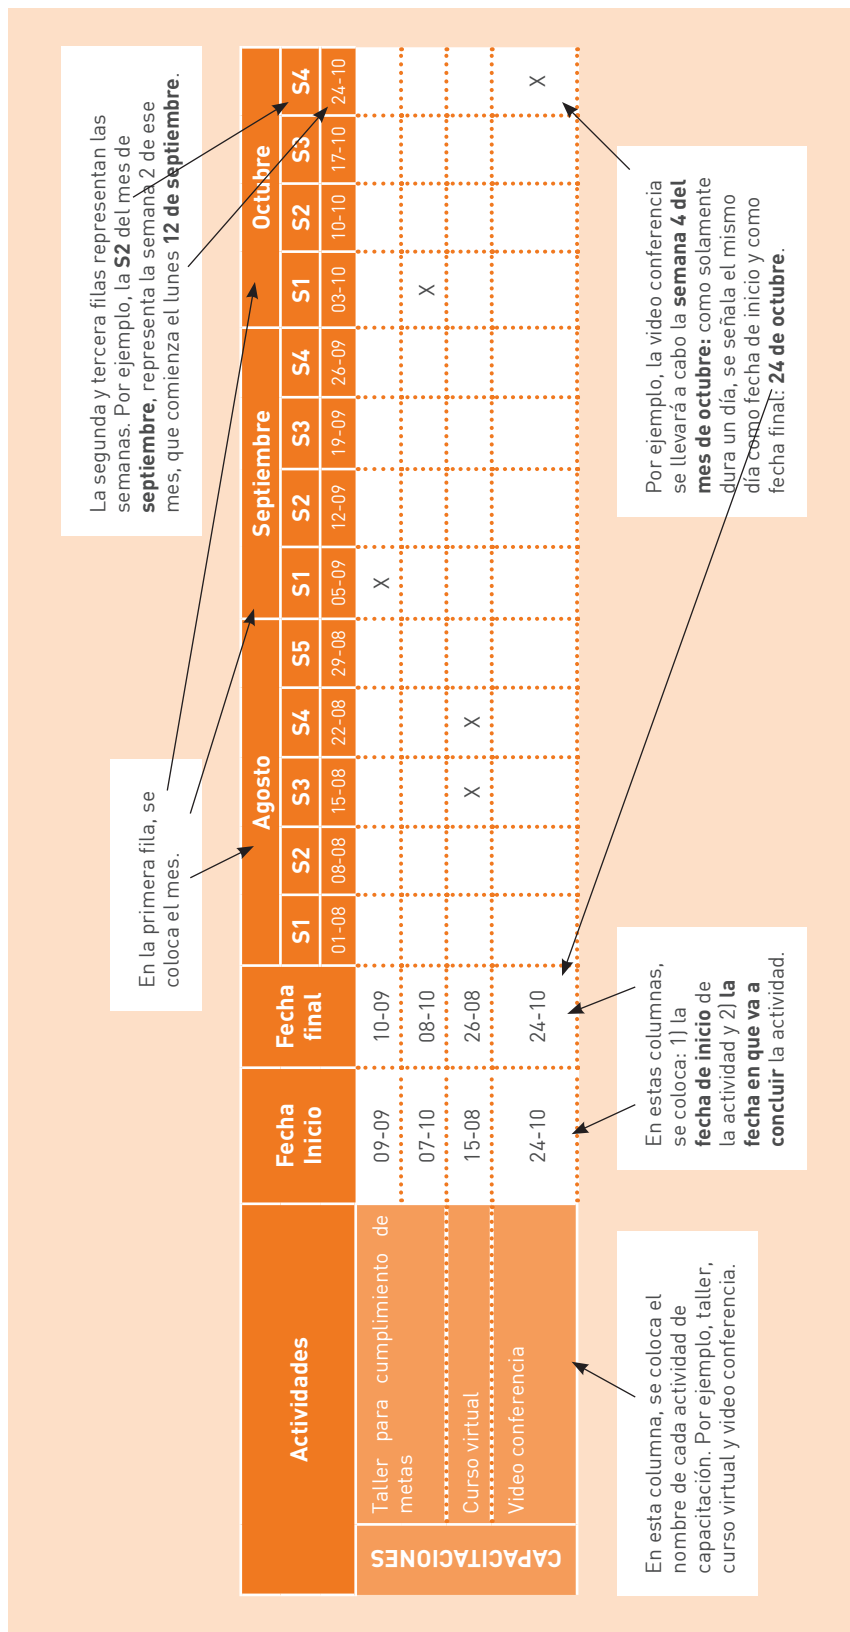 La segunda y tercera filas representan las
semanas. Por ejemplo, la S2 del mes de
septiembre, representa la semana 2 de ese
mes, que comienza el lunes 12 de septiembre.
En la primera fila, se
coloca el mes.
Actividades
Fecha
Inicio
Fecha
final
Agosto
Septiembre
Octubre
S1 S2 S3 S4 S5 S1 S2 S3 S4 S1 S2 S3 S4
01-08 08-08 15-08 22-08 29-08 05-09 12-09 19-09 26-09 03-10 10-10 17-10 24-10
CAPACITACIONES
Taller para cumplimiento de
metas
09-09 10-09 X
07-10 08-10 X
Curso virtual 15-08 26-08 X X
Video conferencia 24-10 24-10 X
En esta columna, se coloca el
nombre de cada actividad de
capacitación. Por ejemplo, taller,
curso virtual y video conferencia.
En estas columnas,
se coloca: 1) la
fecha de inicio de
la actividad y 2) la
fecha en que va a
concluir la actividad.
Por ejemplo, la video conferencia
se llevará a cabo la semana 4 del
mes de octubre: como solamente
dura un día, se señala el mismo
día como fecha de inicio y como
fecha final: 24 de octubre.